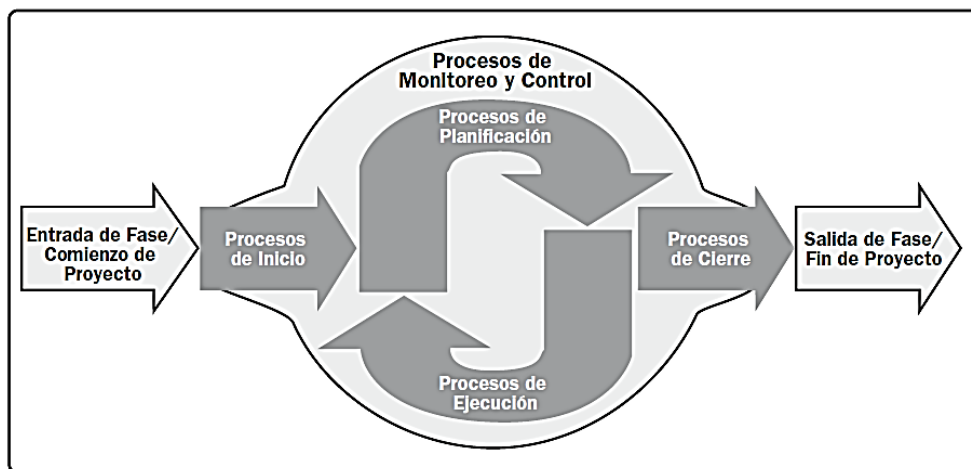 Procesos de
Monitoreo y Control
Procesos de
Planificación
Entrada de Fase/
Comienzo de
Proyecto
Procesos
de Inicio
Procesos
de Cierre
Salida de Fase/
Fin de Proyecto
Procesos de
Ejecución